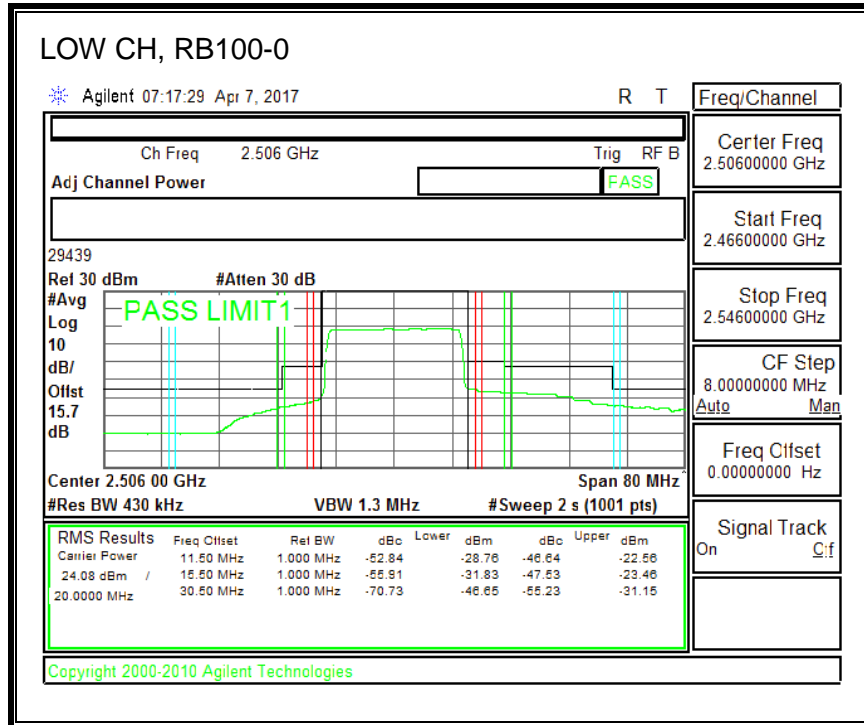 LOW CH, RB100-0
Agilent 07:17:29 Apr 7, 2017 R T
Freq/Channel
Ch Freq 2.506 GHz Trig RF B
Adj Channel Power PASS
Center Freq
2.50600000 GHz
Start Freq
2.46600000 GHz
29439
Ref 30 dBm #Atten 30 dB
#Avg
Log
10
dB/
Offst
15.7
dB
PASS LIMIT1
Stop Freq
2.54600000 GHz
CF Step
8.00000000 MHz
Auto Man
Center 2.506 00 GHz Span 80 MHz
#Res BW 430 kHz VBW 1.3 MHz #Sweep 2 s (1001 pts)
Freq Offset
0.00000000 Hz
Signal Track
On Off
RMS Results Freq Offset Ref BW dBc Lower dBm dBc Upper dBm
Carrier Power 11.50 MHz 1.000 MHz -52.84 -28.76 -46.64 -22.56
24.08 dBm / 15.50 MHz 1.000 MHz -55.91 -31.83 -47.53 -23.46
20.0000 MHz 30.50 MHz 1.000 MHz -70.73 -46.65 -55.23 -31.15
Copyright 2000-2010 Agilent Technologies